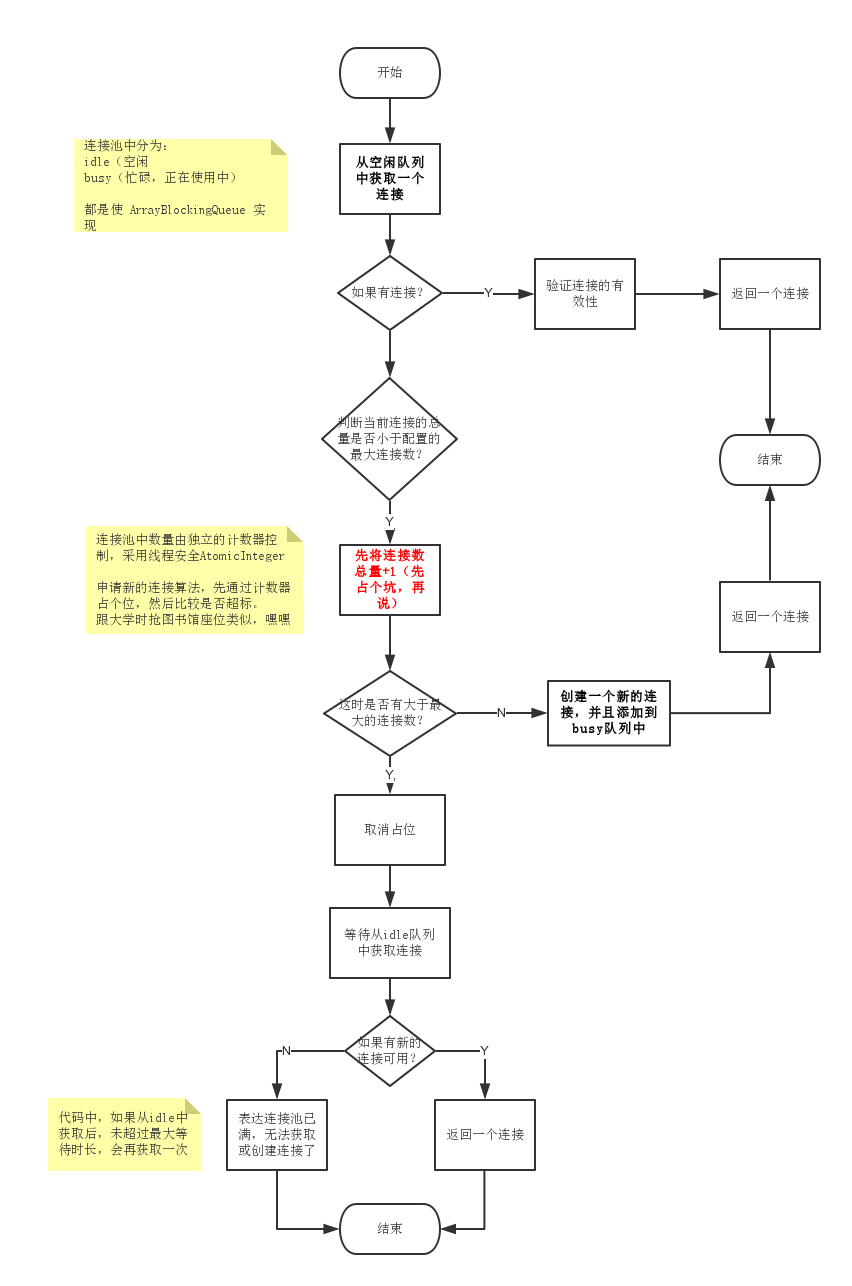 开始
连接池中分为：
idle（空闲
busy（忙碌，正在使用中）
都是使 ArrayBlockingQueue 实
现
从空闲队列
中获取一个
连接
如果有连接？
Y
验证连接的有
效性
返回一个连接
判断当前连接的总
量是否小于配置的
最大连接数？
结束
Y,
连接池中数量由独立的计数器控
制，采用线程安全AtomicInteger
申请新的连接算法，先通过计数器
占个位，然后比较是否超标。
跟大学时抢图书馆座位类似，嘿嘿
先将连接数
总量+1（先
占个坑，再
说）
返回一个连接
这时是否有大于最
大的连接数？
N
创建一个新的连
接，并且添加到
busy队列中
Y,
取消占位
等待从idle队列
中获取连接
如果有新的
连接可用？
N
Y
代码中，如果从idle中
获取后，未超过最大等
待时长，会再获取一次
表达连接池已
满，无法获取
或创建连接了
返回一个连接
结束